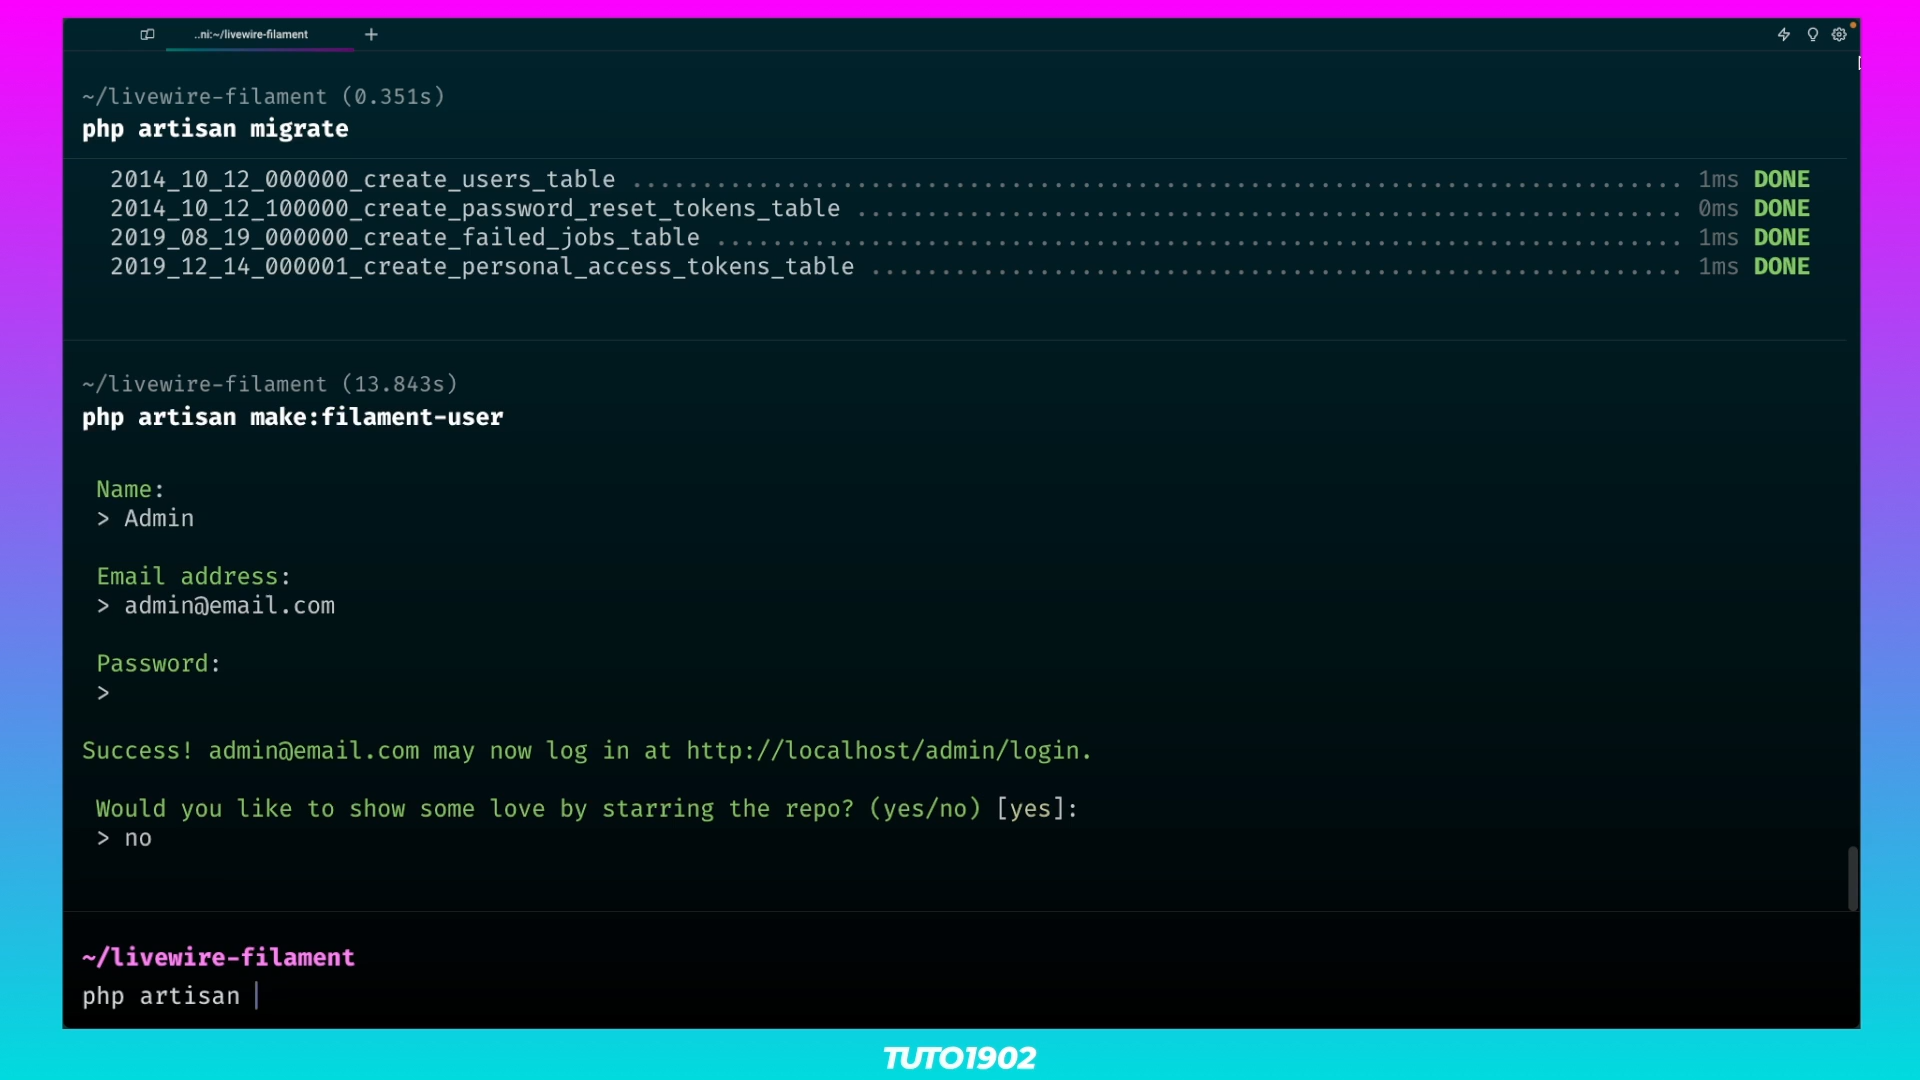 ..ni:~/livewire-filament
~/livewire-filament (0.351s)
php artisan migrate
2014_10_12_000000_create_users_table ........................................................................... 1ms DONE
2014_10_12_100000_create_password_reset_tokens_table ........................................................... 0ms DONE
2019_08_19_000000_create_failed_jobs_table ..................................................................... 1ms DONE
2019_12_14_000001_create_personal_access_tokens_table .......................................................... 1ms DONE
~/livewire-filament (13.843s)
php artisan make:filament-user
Name:
> Admin
Email address:
> admin@email.com
Password:
>
Success! admin@email.com may now log in at http://localhost/admin/login.
Would you like to show some love by starring the repo? (yes/no) [yes]:
> no
~/livewire-filament
php artisan
TUTO1902